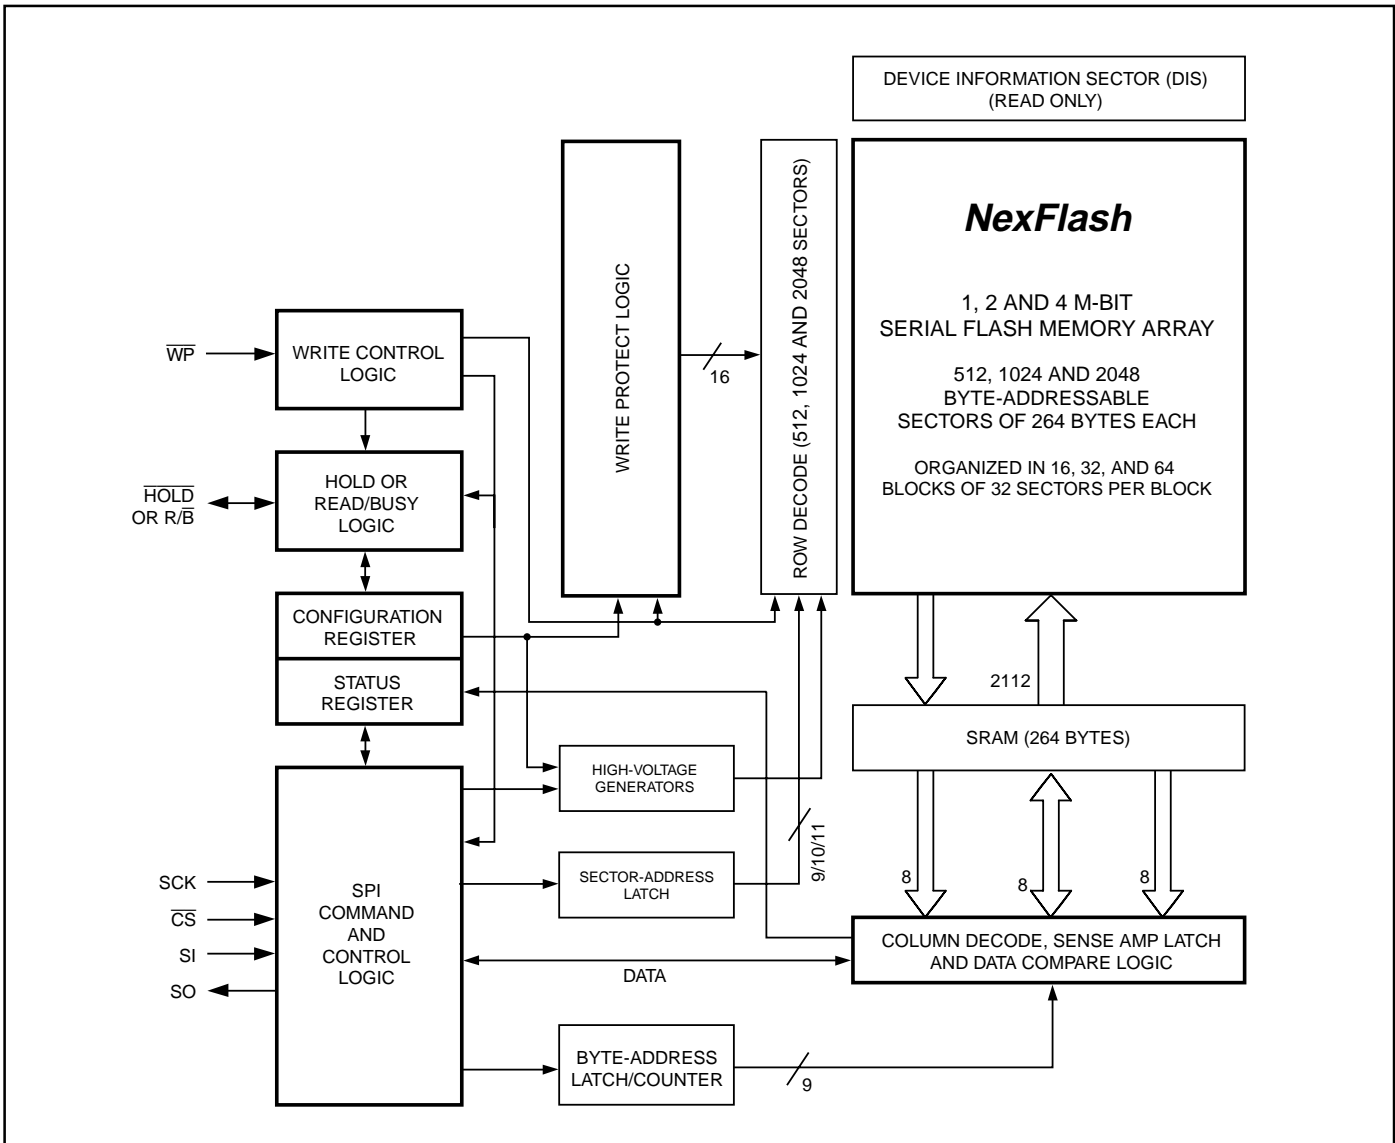 DEVICE INFORMATION SECTOR (DIS)
(READ ONLY)
NexFlash
1, 2 AND 4 M-BIT
SERIAL FLASH MEMORY ARRAY
512, 1024 AND 2048
BYTE-ADDRESSABLE
SECTORS OF 264 BYTES EACH
ORGANIZED IN 16, 32, AND 64
BLOCKS OF 32 SECTORS PER BLOCK
ROW DECODE (512, 1024 AND 2048 SECTORS)
WRITE PROTECT LOGIC
16
WP
WRITE CONTROL
LOGIC
HOLD
OR R/B
HOLD OR
READ/BUSY
LOGIC
CONFIGURATION
REGISTER
STATUS
REGISTER
2112
SRAM (264 BYTES)
HIGH-VOLTAGE
GENERATORS
9/10/11
SECTOR-ADDRESS
LATCH
8
8
8
SCK
CS
SI
SO
SPI
COMMAND
AND
CONTROL
LOGIC
COLUMN DECODE, SENSE AMP LATCH
AND DATA COMPARE LOGIC
DATA
BYTE-ADDRESS
LATCH/COUNTER
9